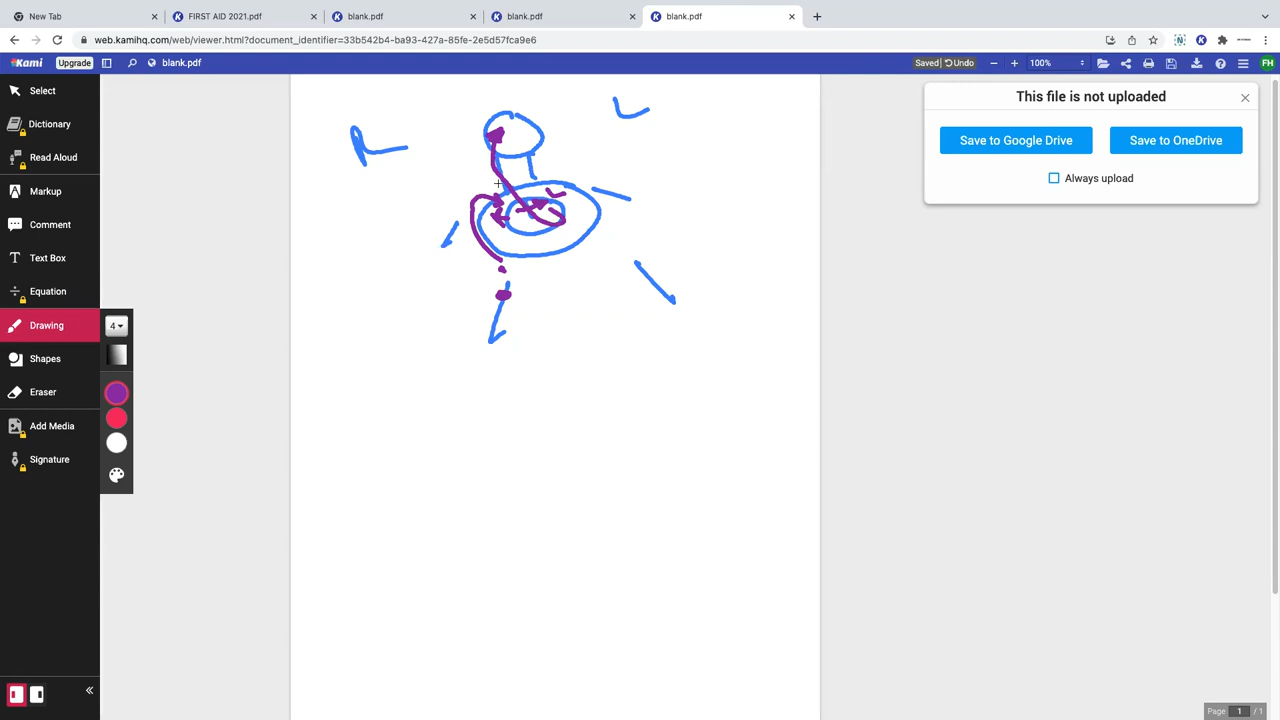 New Tab
FIRST AID 2021.pdf
blank.pdf
blank.pdf
blank.pdf
web.kamihq.com/web/viewer.html?document_identifier=33b542b4-ba93-427a-85fe-2e5d57fca9e6
Kami
Upgrade
blank.pdf
Saved
Undo
100%
FH
Select
Dictionary
Read Aloud
Markup
Comment
Text Box
Equation
Drawing
Shapes
Eraser
Add Media
Signature
4
This file is not uploaded
Save to Google Drive
Save to OneDrive
Always upload
R
L
Page 1 / 1